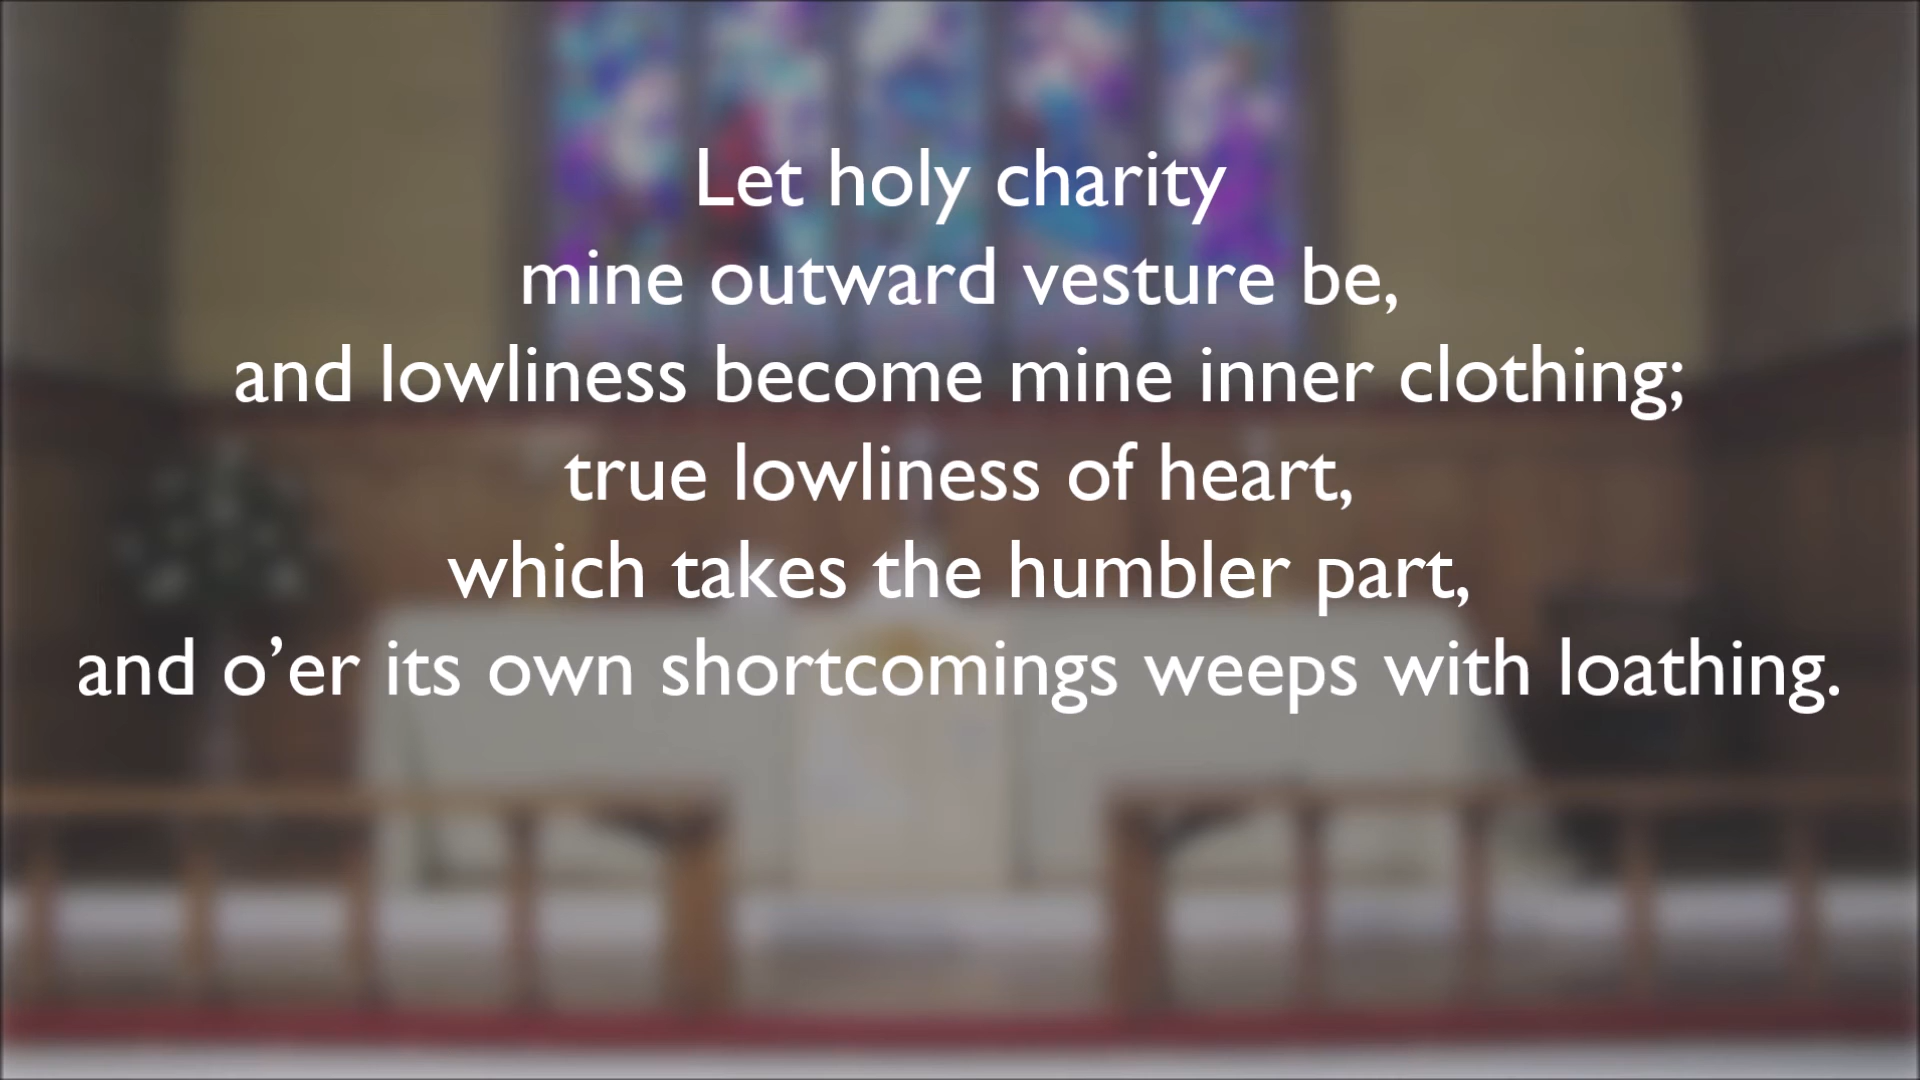 Let holy charity
mine outward vesture be,
and lowliness become mine inner clothing;
true lowliness of heart,
which takes the humbler part,
and o’er its own shortcomings weeps with loathing.